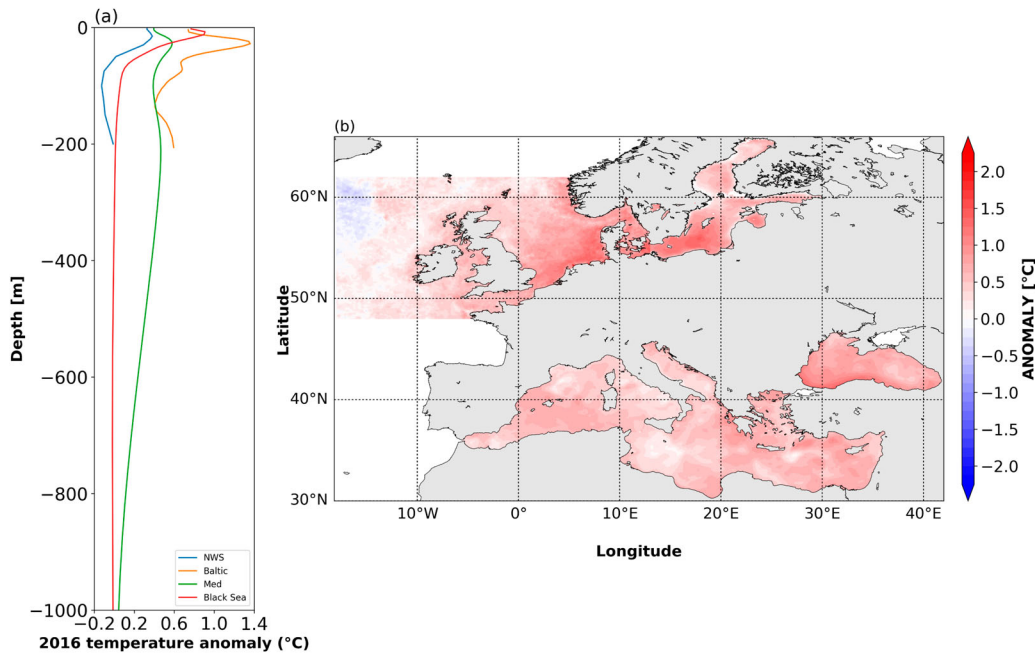 (a)
0
−200
−400
−600
−800
−1000
Depth [m]
−0.2 0.2 0.6 1.0 1.4
2016 temperature anomaly (°C)
NWS
Baltic
Med
Black Sea
(b)
60°N
50°N
40°N
30°N
Latitude
10°W 0° 10°E 20°E 30°E 40°E
Longitude
2.0
1.5
1.0
0.5
0.0
−0.5
−1.0
−1.5
−2.0
ANOMALY [°C]